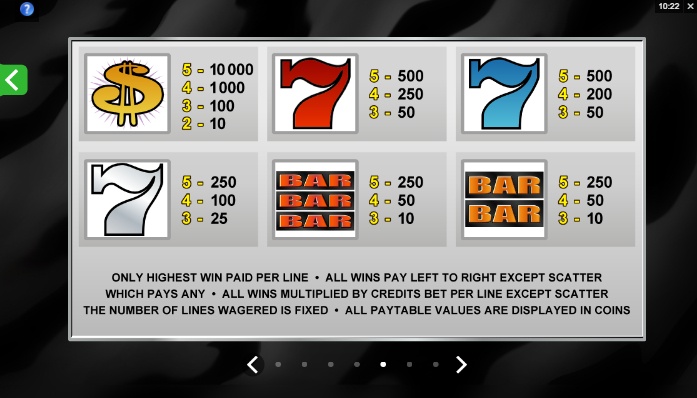 10:22
5 - 10 000
4 - 1 000
3 - 100
2 - 10
5 - 500
4 - 250
3 - 50
5 - 500
4 - 200
3 - 50
5 - 250
4 - 100
3 - 25
BAR
BAR
BAR
5 - 250
4 - 50
3 - 10
BAR
BAR
5 - 250
4 - 50
3 - 10
ONLY HIGHEST WIN PAID PER LINE • ALL WINS PAY LEFT TO RIGHT EXCEPT SCATTER
WHICH PAYS ANY • ALL WINS MULTIPLIED BY CREDITS BET PER LINE EXCEPT SCATTER
THE NUMBER OF LINES WAGERED IS FIXED • ALL PAYTABLE VALUES ARE DISPLAYED IN COINS